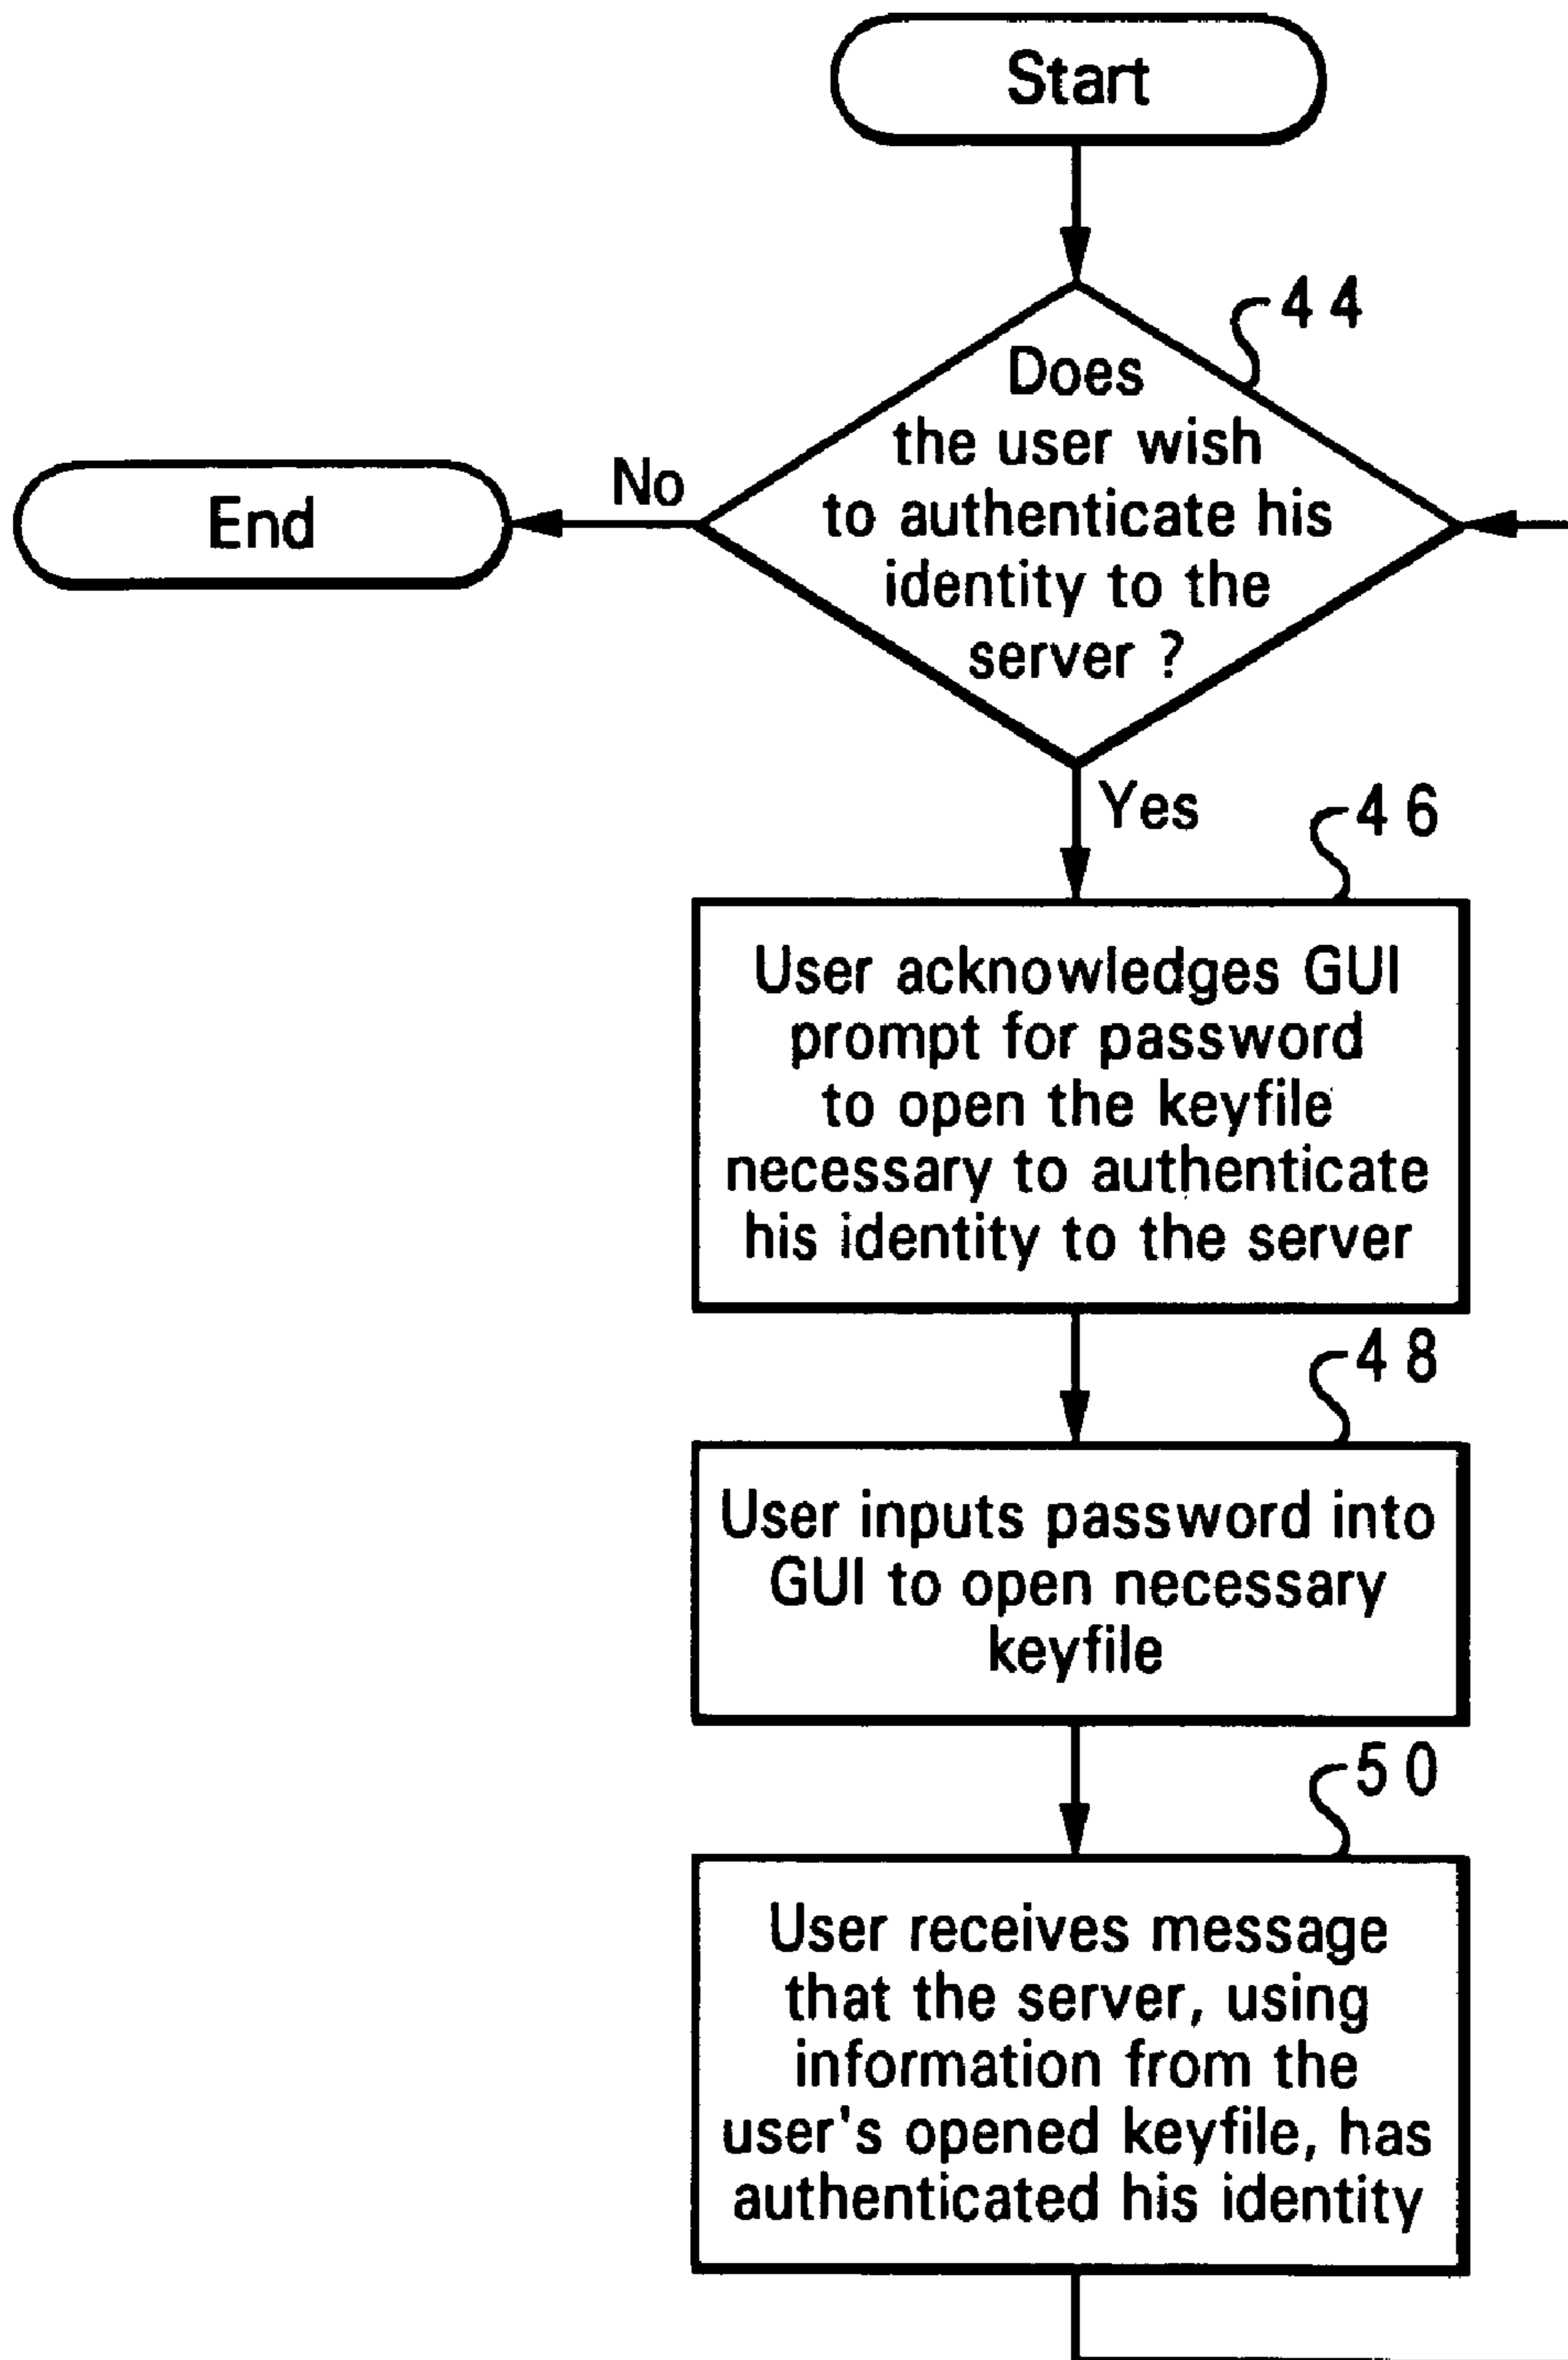 Start
44
Does
the user wish
to authenticate his
identity to the
server ?
No
End
Yes
46
User acknowledges GUI
prompt for password
to open the keyfile
necessary to authenticate
his identity to the server
48
User inputs password into
GUI to open necessary
keyfile
50
User receives message
that the server, using
information from the
user's opened keyfile, has
authenticated his identity